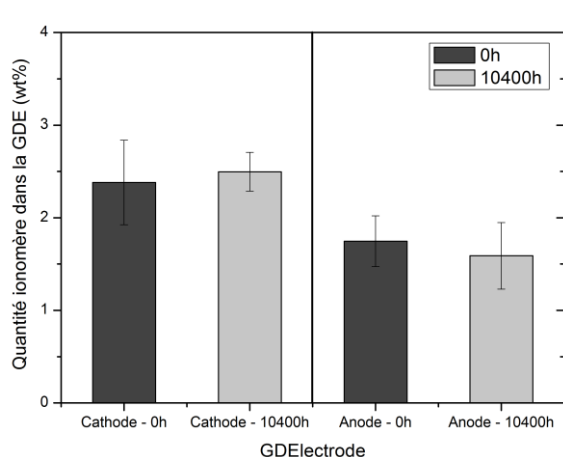 Quantité ionomère dans la GDE (wt%)
4
3
2
1
0
0h
10400h
Cathode - 0h
Cathode - 10400h
Anode - 0h
Anode - 10400h
GDElectrode